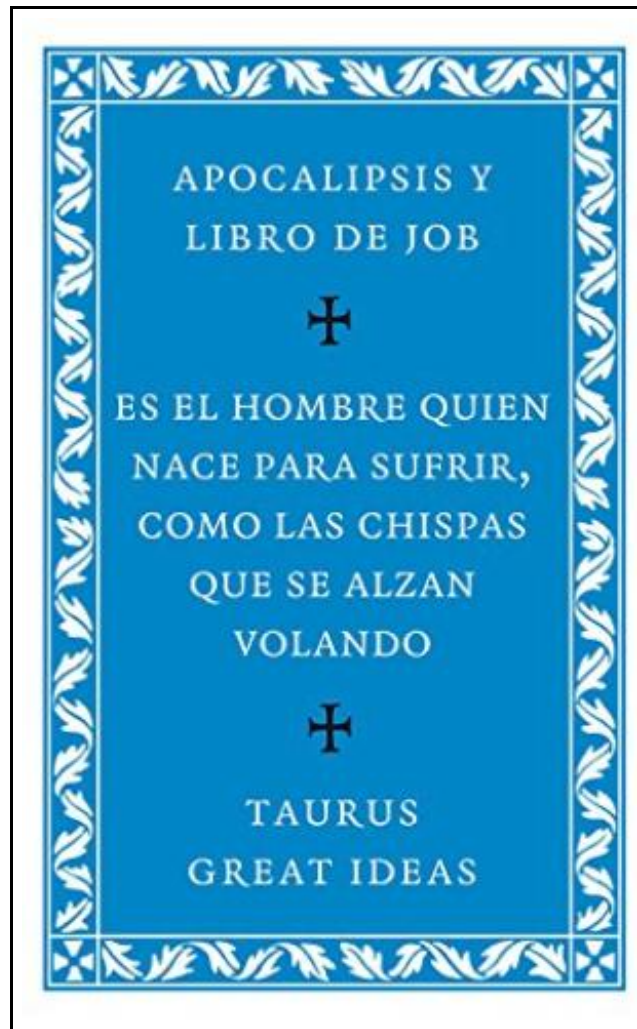 APOCALIPSIS Y
LIBRO DE JOB
ES EL HOMBRE QUIEN
NACE PARA SUFRIR,
COMO LAS CHISPAS
QUE SE ALZAN
VOLANDO
TAURUS
GREAT IDEAS